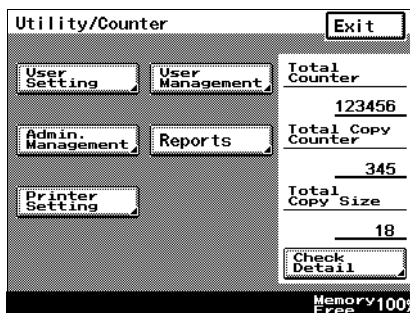 Utility/Counter
Exit
User
Setting
User
Management
Total
Counter
123456
Admin.
Management
Reports
Total Copy
Counter
345
Printer
Setting
Total
Copy Size
18
Check
Detail
Memory
Free 100%